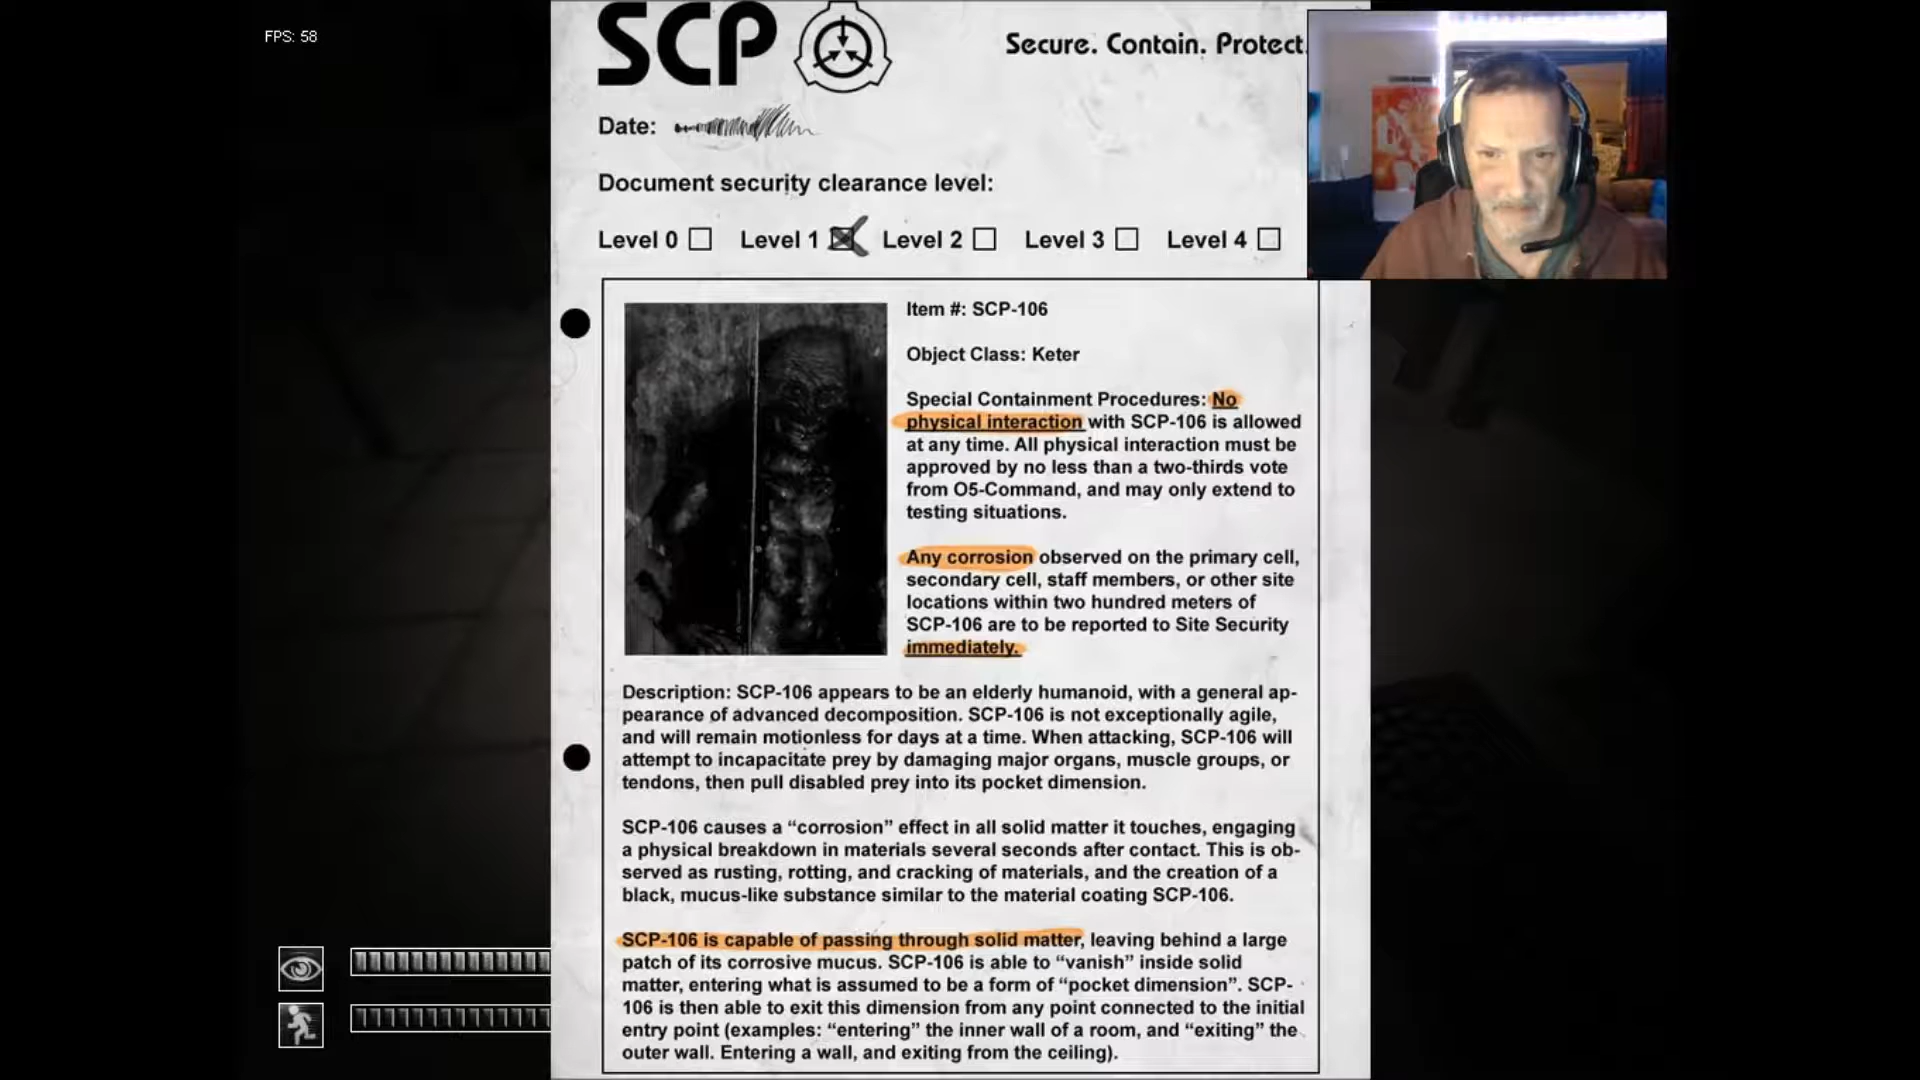 FPS: 58
SCP
Secure. Contain. Protect.
Date:
Document security clearance level:
Level 0 Level 1 Level 2 Level 3 Level 4
Item #: SCP-106
Object Class: Keter
Special Containment Procedures: No
physical interaction with SCP-106 is allowed
at any time. All physical interaction must be
approved by no less than a two-thirds vote
from O5-Command, and may only extend to
testing situations.
Any corrosion observed on the primary cell,
secondary cell, staff members, or other site
locations within two hundred meters of
SCP-106 are to be reported to Site Security
immediately.
Description: SCP-106 appears to be an elderly humanoid, with a general ap-
pearance of advanced decomposition. SCP-106 is not exceptionally agile,
and will remain motionless for days at a time. When attacking, SCP-106 will
attempt to incapacitate prey by damaging major organs, muscle groups, or
tendons, then pull disabled prey into its pocket dimension.
SCP-106 causes a “corrosion” effect in all solid matter it touches, engaging
a physical breakdown in materials several seconds after contact. This is ob-
served as rusting, rotting, and cracking of materials, and the creation of a
black, mucus-like substance similar to the material coating SCP-106.
SCP-106 is capable of passing through solid matter, leaving behind a large
patch of its corrosive mucus. SCP-106 is able to “vanish” inside solid
matter, entering what is assumed to be a form of “pocket dimension”. SCP-
106 is then able to exit this dimension from any point connected to the initial
entry point (examples: “entering” the inner wall of a room, and “exiting” the
outer wall. Entering a wall, and exiting from the ceiling).